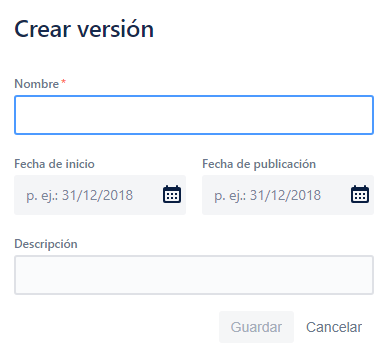 Crear versión
Nombre *
Fecha de inicio Fecha de publicación
p. ej.: 31/12/2018 p. ej.: 31/12/2018
Descripción
Guardar Cancelar